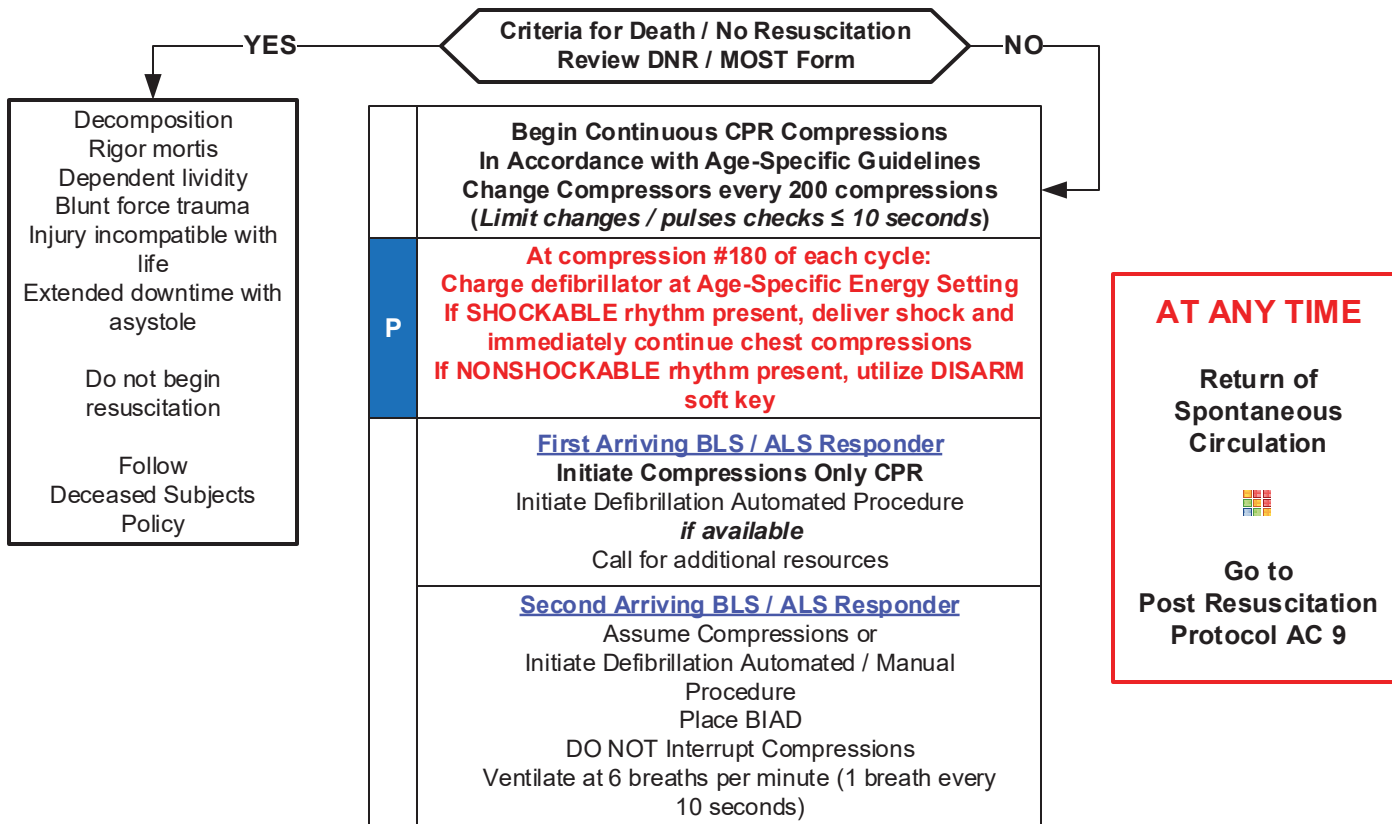 Criteria for Death / No Resuscitation
Review DNR / MOST Form
YES
NO
Decomposition
Rigor mortis
Dependent lividity
Blunt force trauma
Injury incompatible with
life
Extended downtime with
asystole
Do not begin
resuscitation
Follow
Deceased Subjects
Policy
Begin Continuous CPR Compressions
In Accordance with Age-Specific Guidelines
Change Compressors every 200 compressions
(Limit changes / pulses checks ≤ 10 seconds)
P
At compression #180 of each cycle:
Charge defibrillator at Age-Specific Energy Setting
If SHOCKABLE rhythm present, deliver shock and
immediately continue chest compressions
If NONSHOCKABLE rhythm present, utilize DISARM
soft key
First Arriving BLS / ALS Responder
Initiate Compressions Only CPR
Initiate Defibrillation Automated Procedure
if available
Call for additional resources
Second Arriving BLS / ALS Responder
Assume Compressions or
Initiate Defibrillation Automated / Manual
Procedure
Place BIAD
DO NOT Interrupt Compressions
Ventilate at 6 breaths per minute (1 breath every
10 seconds)
AT ANY TIME
Return of
Spontaneous
Circulation
Go to
Post Resuscitation
Protocol AC 9